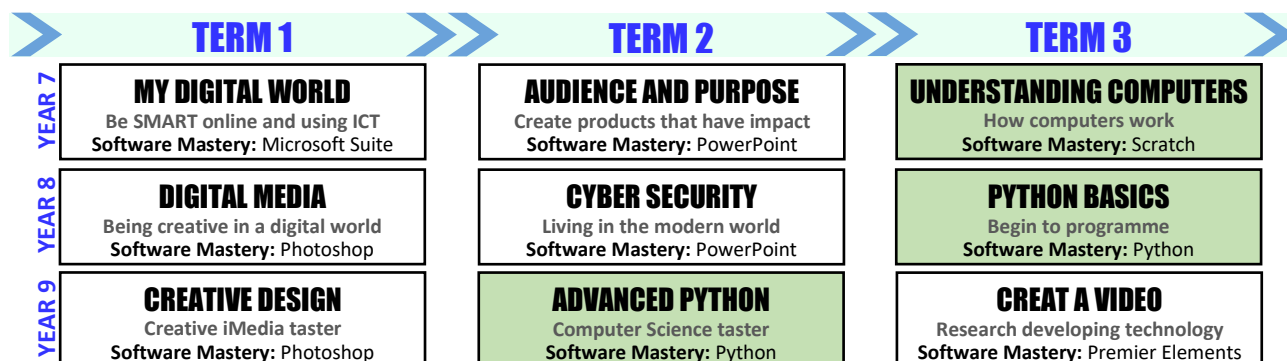 TERM 1
TERM 2
TERM 3
YEAR 7
MY DIGITAL WORLD
Be SMART online and using ICT
Software Mastery: Microsoft Suite
AUDIENCE AND PURPOSE
Create products that have impact
Software Mastery: PowerPoint
UNDERSTANDING COMPUTERS
How computers work
Software Mastery: Scratch
YEAR 8
DIGITAL MEDIA
Being creative in a digital world
Software Mastery: Photoshop
CYBER SECURITY
Living in the modern world
Software Mastery: PowerPoint
PYTHON BASICS
Begin to programme
Software Mastery: Python
YEAR 9
CREATIVE DESIGN
Creative iMedia taster
Software Mastery: Photoshop
ADVANCED PYTHON
Computer Science taster
Software Mastery: Python
CREAT A VIDEO
Research developing technology
Software Mastery: Premier Elements